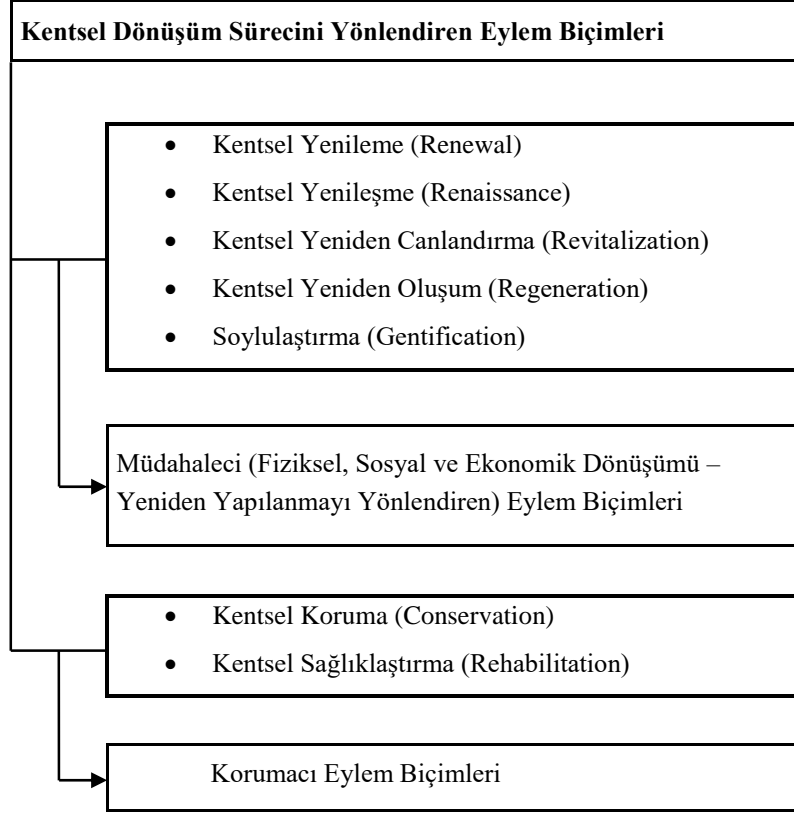 Kentsel Dönüşüm Sürecini Yönlendiren Eylem Biçimleri
• Kentsel Yenileme (Renewal)
• Kentsel Yenileşme (Renaissance)
• Kentsel Yeniden Canlandırma (Revitalization)
• Kentsel Yeniden Oluşum (Regeneration)
• Soylulaştırma (Gentification)
Müdahaleci (Fiziksel, Sosyal ve Ekonomik Dönüşümü –
Yeniden Yapılanmayı Yönlendiren) Eylem Biçimleri
• Kentsel Koruma (Conservation)
• Kentsel Sağlıklaştırma (Rehabilitation)
Korumacı Eylem Biçimleri